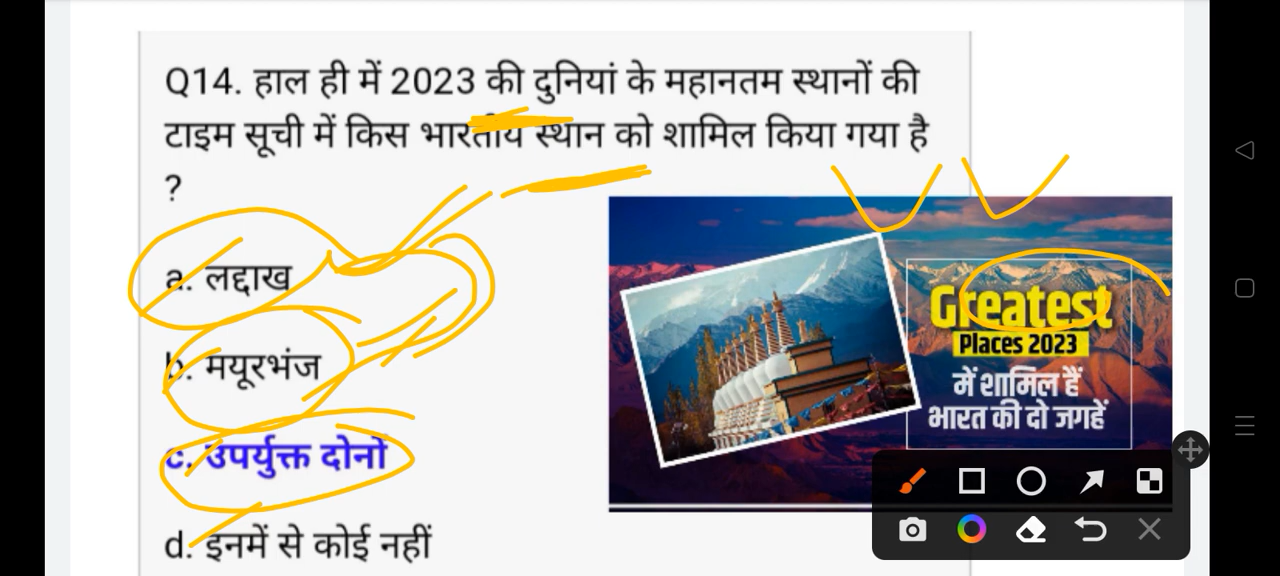 Q14. हाल ही में 2023 की दुनियां के महानतम स्थानों की
टाइम सूची में किस भारतीय स्थान को शामिल किया गया है
?
a. लद्दाख
b. मयूरभंज
c. उपर्युक्त दोनो
d. इनमें से कोई नहीं
Greatest
Places 2023
में शामिल हैं
भारत की दो जगहें